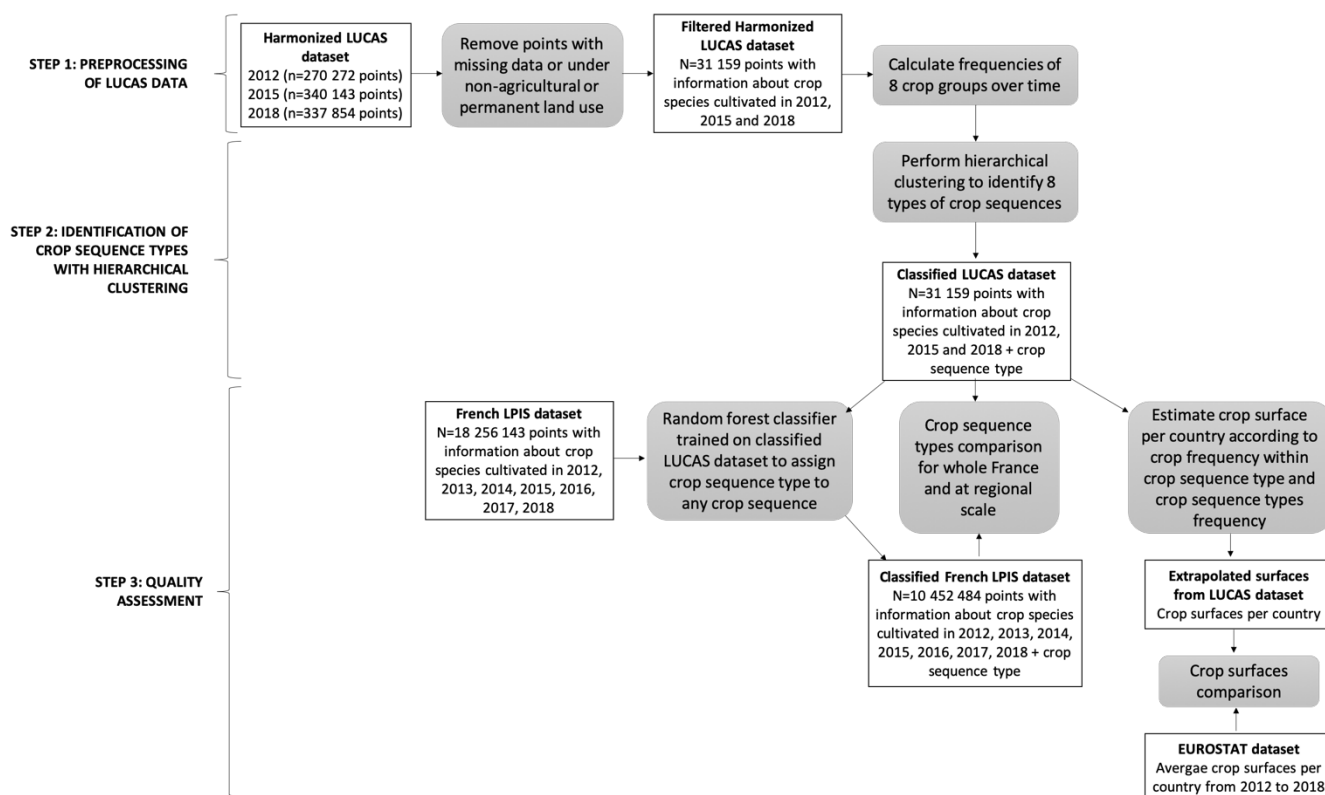 STEP 1: PREPROCESSING
OF LUCAS DATA
Harmonized LUCAS
dataset
2012 (n=270 272 points)
2015 (n=340 143 points)
2018 (n=337 854 points)
Remove points with
missing data or under
non-agricultural or
permanent land use
Filtered Harmonized
LUCAS dataset
N=31 159 points with
information about crop
species cultivated in 2012,
2015 and 2018
Calculate frequencies of
8 crop groups over time
STEP 2: IDENTIFICATION OF
CROP SEQUENCE TYPES
WITH HIERARCHICAL
CLUSTERING
Perform hierarchical
clustering to identify 8
types of crop sequences
Classified LUCAS dataset
N=31 159 points with
information about crop
species cultivated in 2012,
2015 and 2018 + crop
sequence type
STEP 3: QUALITY
ASSESSMENT
French LPIS dataset
N=18 256 143 points with
information about crop
species cultivated in 2012,
2013, 2014, 2015, 2016,
2017, 2018
Random forest classifier
trained on classified
LUCAS dataset to assign
crop sequence type to
any crop sequence
Crop sequence
types comparison
for whole France
and at regional
scale
Estimate crop surface
per country according to
crop frequency within
crop sequence type and
crop sequence types
frequency
Classified French LPIS dataset
N=10 452 484 points with
information about crop species
cultivated in 2012, 2013, 2014,
2015, 2016, 2017, 2018 + crop
sequence type
Extrapolated surfaces
from LUCAS dataset
Crop surfaces per country
Crop surfaces
comparison
EUROSTAT dataset
Avergae crop surfaces per
country from 2012 to 2018